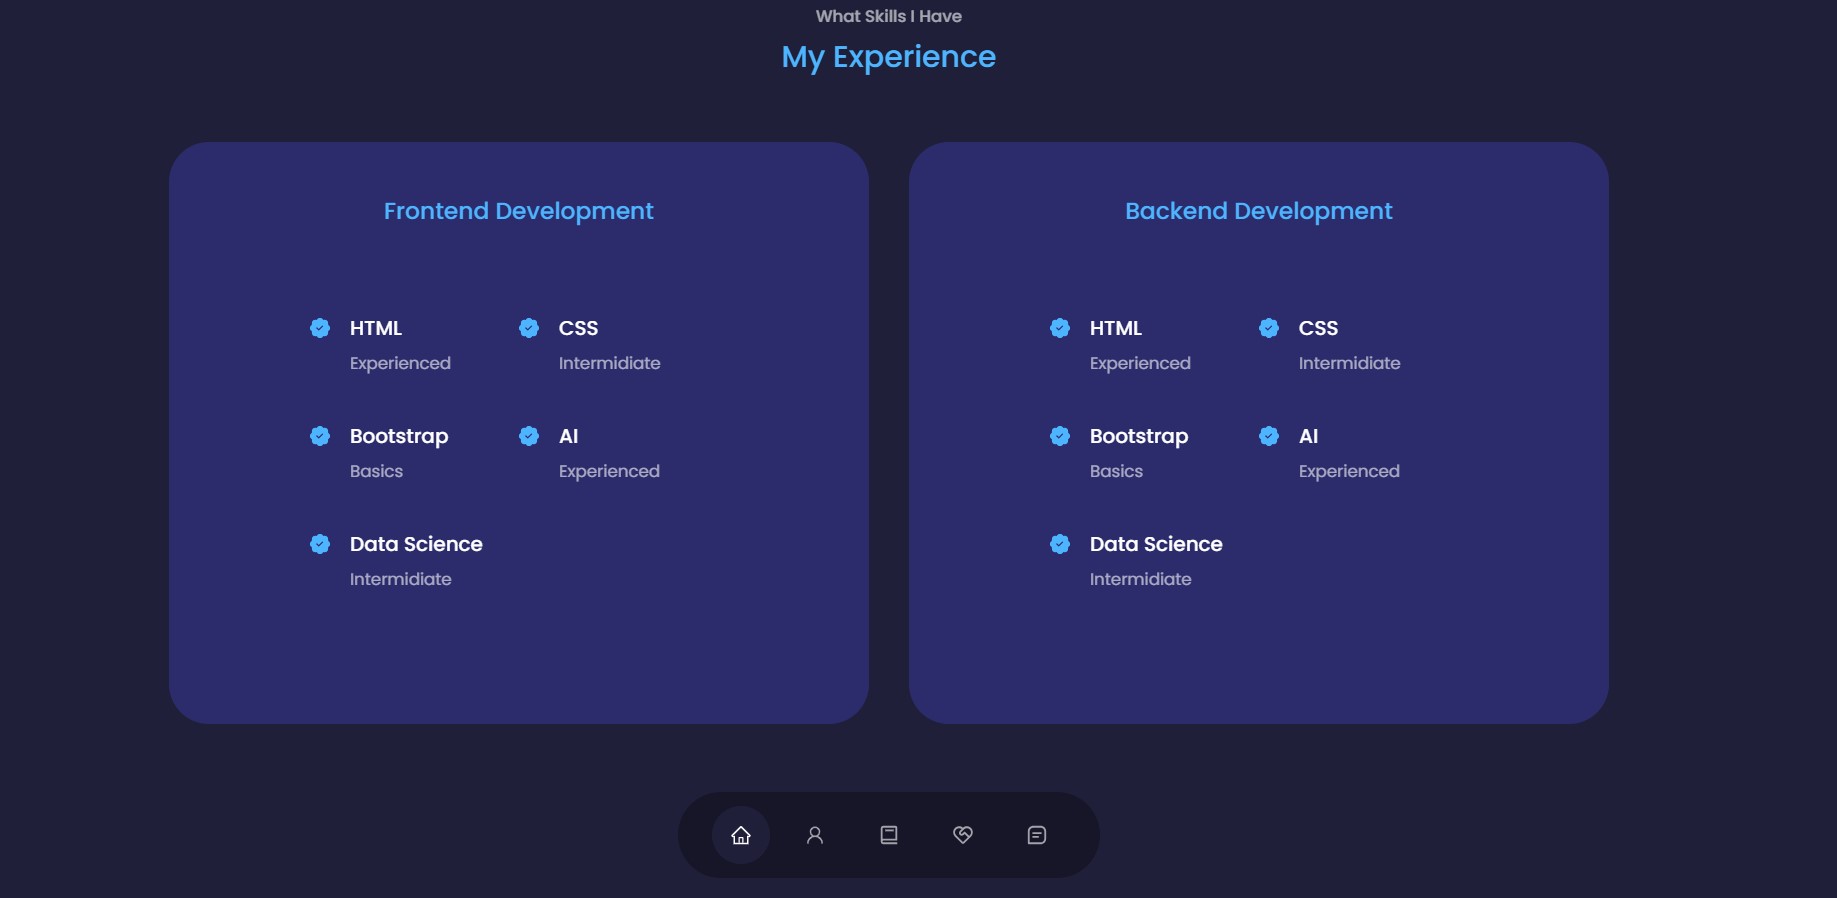 What Skills I Have
My Experience
Frontend Development
HTML
Experienced
CSS
Intermidiate
Bootstrap
Basics
AI
Experienced
Data Science
Intermidiate
Backend Development
HTML
Experienced
CSS
Intermidiate
Bootstrap
Basics
AI
Experienced
Data Science
Intermidiate